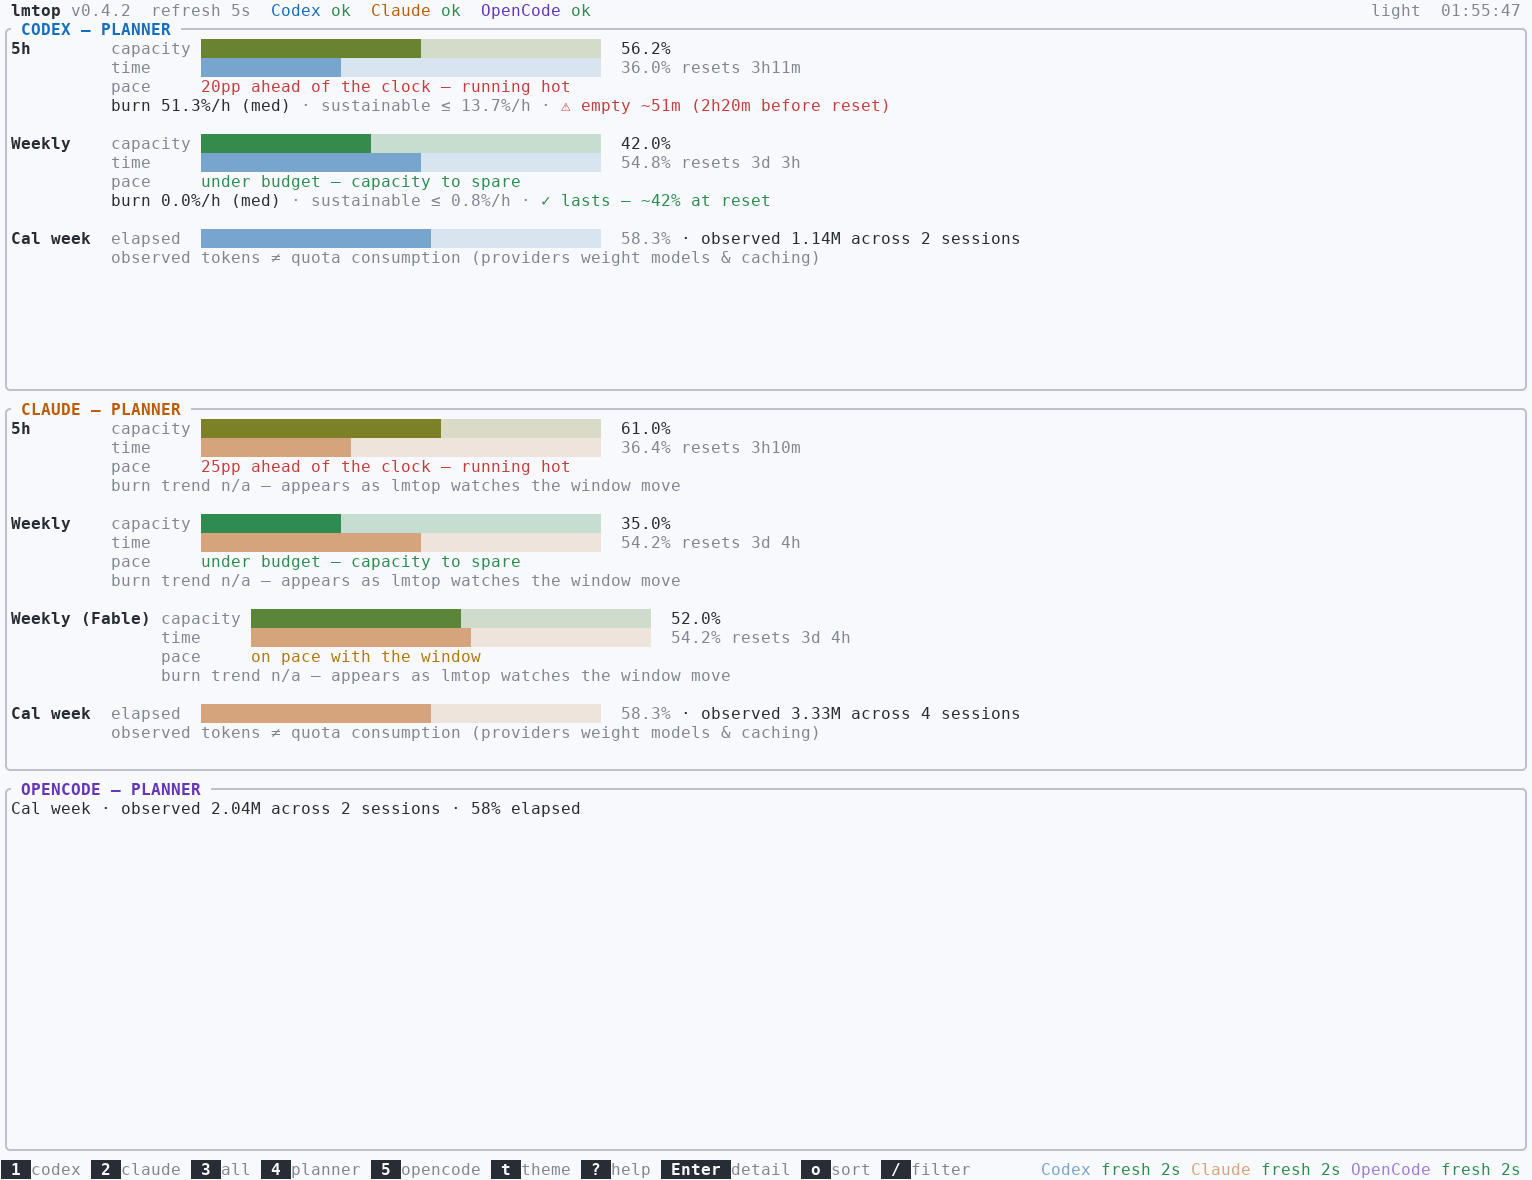 lmtop v0.4.2  refresh 5s  Codex ok  Claude ok  OpenCode ok  light  01:55:47
CODEX — PLANNER
5h capacity 56.2%
time 36.0% resets 3h11m
pace 20pp ahead of the clock — running hot
burn 51.3%/h (med) · sustainable ≤ 13.7%/h · ⚠ empty ~51m (2h20m before reset)
Weekly capacity 42.0%
time 54.8% resets 3d 3h
pace under budget — capacity to spare
burn 0.0%/h (med) · sustainable ≤ 0.8%/h · ✓ lasts — ~42% at reset
Cal week elapsed 58.3% · observed 1.14M across 2 sessions
observed tokens ≠ quota consumption (providers weight models & caching)
CLAUDE — PLANNER
5h capacity 61.0%
time 36.4% resets 3h10m
pace 25pp ahead of the clock — running hot
burn trend n/a — appears as lmtop watches the window move
Weekly capacity 35.0%
time 54.2% resets 3d 4h
pace under budget — capacity to spare
burn trend n/a — appears as lmtop watches the window move
Weekly (Fable) capacity 52.0%
time 54.2% resets 3d 4h
pace on pace with the window
burn trend n/a — appears as lmtop watches the window move
Cal week elapsed 58.3% · observed 3.33M across 4 sessions
observed tokens ≠ quota consumption (providers weight models & caching)
OPENCODE — PLANNER
Cal week · observed 2.04M across 2 sessions · 58% elapsed
1 codex 2 claude 3 all 4 planner 5 opencode t theme ? help Enter detail o sort / filter Codex fresh 2s Claude fresh 2s OpenCode fresh 2s